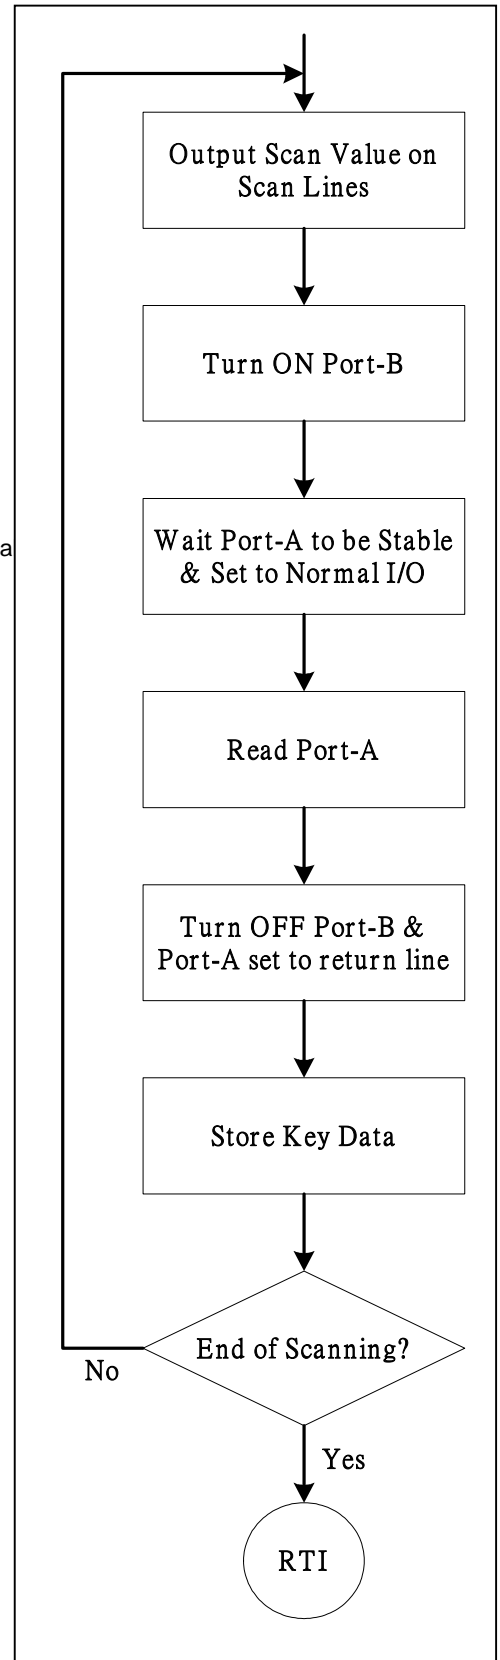 Output Scan Value on
Scan Lines
Turn ON Port-B
a
Wait Port-A to be Stable
& Set to Normal I/O
Read Port-A
Turn OFF Port-B &
Port-A set to return line
Store Key Data
End of Scanning?
No
Yes
RTI